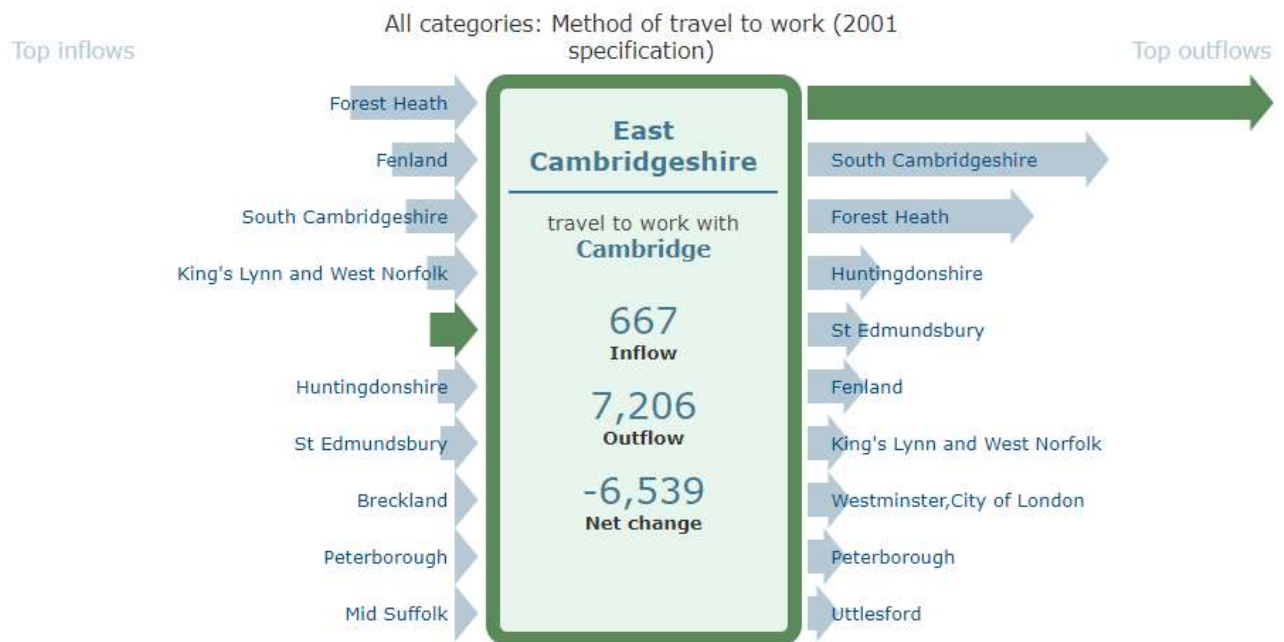 All categories: Method of travel to work (2001
specification)
Top inflows
Top outflows
Forest Heath
Fenland
South Cambridgeshire
King's Lynn and West Norfolk
Huntingdonshire
St Edmundsbury
Breckland
Peterborough
Mid Suffolk
East
Cambridgeshire
travel to work with
Cambridge
667
Inflow
7,206
Outflow
-6,539
Net change
South Cambridgeshire
Forest Heath
Huntingdonshire
St Edmundsbury
Fenland
King's Lynn and West Norfolk
Westminster,City of London
Peterborough
Uttlesford